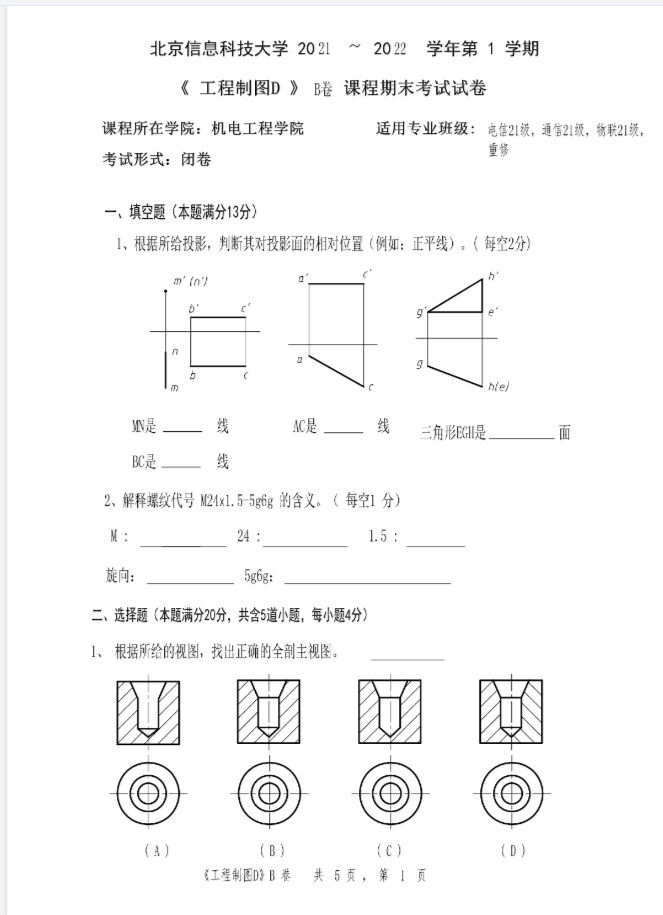 北京信息科技大学 2021 ~ 2022 学年第 1 学期
《 工程制图D 》 B卷 课程期末考试试卷
课程所在学院：机电工程学院 适用专业班级：电信21级，通信21级，物联21级，
重修
考试形式：闭卷
一、填空题（本题满分13分）
1、根据所给投影，判断其对投影面的相对位置（例如：正平线）。（ 每空2分）
m'(n') a' c' h'
b' c' g' e'
n a g
m b c c h(e)
MN是 ______ 线 AC是 ______ 线 三角形EGH是 ______ 面
BC是 ______ 线
2、解释螺纹代号 M24x1.5-5g6g 的含义。（ 每空1 分）
M ： ______ 24 ： ______ 1.5 ： ______
旋向： ______ 5g6g： ______
二、选择题（本题满分20分，共含5道小题，每小题4分）
1、 根据所给的视图，找出正确的全剖主视图。 ______
（A） （B） （C） （D）
《工程制图D》B 卷 共 5 页 ， 第 1 页